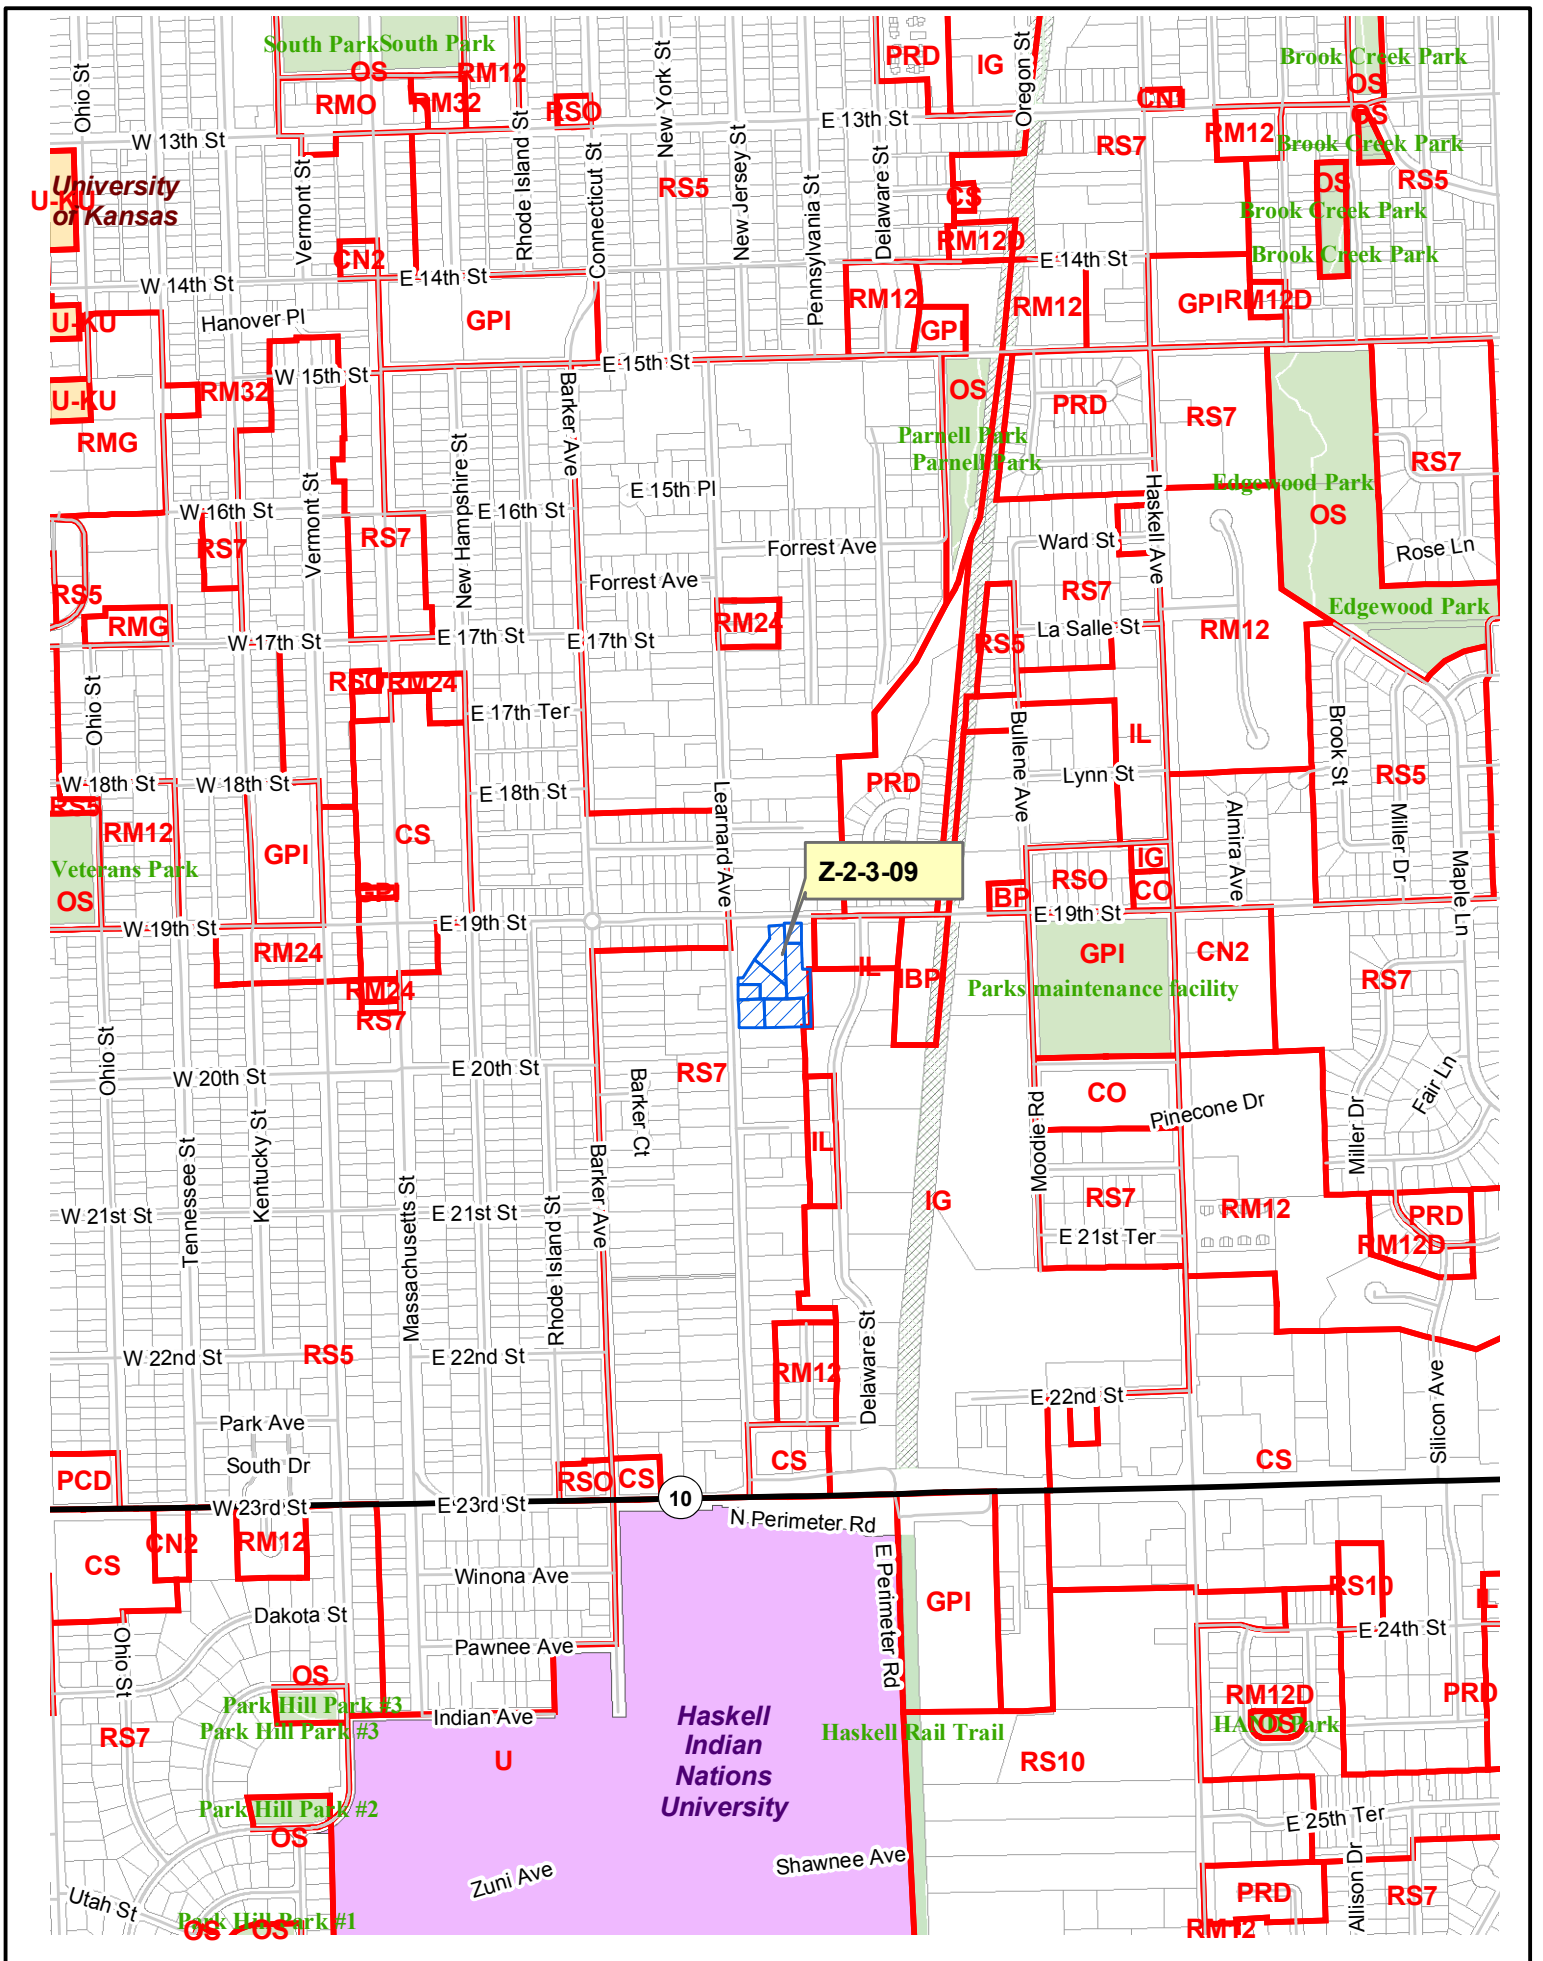 South Park
South Park
OS
RM12
RMO
RM32
RSO
PRD
IG
Oregon St
Brook Creek Park
OS
CN1
OS
Ohio St
W 13th St
E 13th St
New York St
RM12
Brook Creek Park
RS7
University
of Kansas
U-KU
Vermont St
Rhode Island St
Connecticut St
RS5
New Jersey St
Pennsylvania St
Delaware St
CS
OS
RS5
Brook Creek Park
RM12D
Brook Creek Park
CN2
E 14th St
E 14th St
W 14th St
RM12
RM12
GPI
RM12D
U-KU
Hanover Pl
GPI
GPI
E 15th St
W 15th St
U-KU
RM32
RMG
Barker Ave
OS
PRD
RS7
Parnell Park
Parnell Park
New Hampshire St
Vermont St
E 15th Pl
Haskell Ave
Edgewood Park
OS
RS7
W 16th St
E 16th St
RS7
RS7
Forrest Ave
Ward St
Rose Ln
Forrest Ave
RS5
RS7
Edgewood Park
RMG
RM24
La Salle St
RM12
W 17th St
E 17th St
E 17th St
RS5
RSO
RM24
Ohio St
E 17th Ter
Bullene Ave
IL
Brook St
W 18th St
W 18th St
E 18th St
PRD
Lynn St
RS5
RS5
RM12
CS
GPI
Learnard Ave
Almira Ave
Miller Dr
Maple Ln
Veterans Park
OS
GPI
Z-2-3-09
IG
RSO
CO
IBP
W 19th St
E 19th St
E 19th St
RM24
GPI
CN2
IL
IBP
RS7
RM24
RS7
Parks maintenance facility
Ohio St
W 20th St
E 20th St
RS7
Barker Ct
Moodie Rd
CO
Pinecone Dr
Fair Ln
Miller Dr
Tennessee St
Kentucky St
Barker Ave
IL
Massachusetts St
Rhode Island St
W 21st St
E 21st St
IG
RS7
RM12
PRD
E 21st Ter
RM12D
W 22nd St
RS5
E 22nd St
RM12
Delaware St
E 22nd St
Silicon Ave
Park Ave
South Dr
PCD
RSO
CS
CS
CS
W 23rd St
E 23rd St
10
N Perimeter Rd
CS
CN2
RM12
Winona Ave
E Perimeter Rd
GPI
RS10
IL
Dakota St
Ohio St
Pawnee Ave
E 24th St
OS
Park Hill Park #3
Park Hill Park #3
RS7
Indian Ave
U
Haskell
Indian
Nations
University
Haskell Rail Trail
RM12D
HAND Park
OS
PRD
RS10
Park Hill Park #2
OS
E 25th Ter
Zuni Ave
Shawnee Ave
Allison Dr
PRD
RS7
Utah St
Park Hill Park #1
OS
OS
RM12